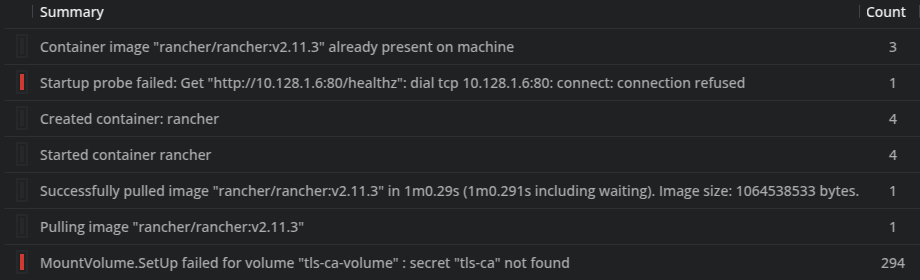 Summary Count
Container image "rancher/rancher:v2.11.3" already present on machine 3
Startup probe failed: Get "http://10.128.1.6:80/healthz": dial tcp 10.128.1.6:80: connect: connection refused 1
Created container: rancher 4
Started container rancher 4
Successfully pulled image "rancher/rancher:v2.11.3" in 1m0.29s (1m0.291s including waiting). Image size: 1064538533 bytes. 1
Pulling image "rancher/rancher:v2.11.3" 1
MountVolume.SetUp failed for volume "tls-ca-volume" : secret "tls-ca" not found 294